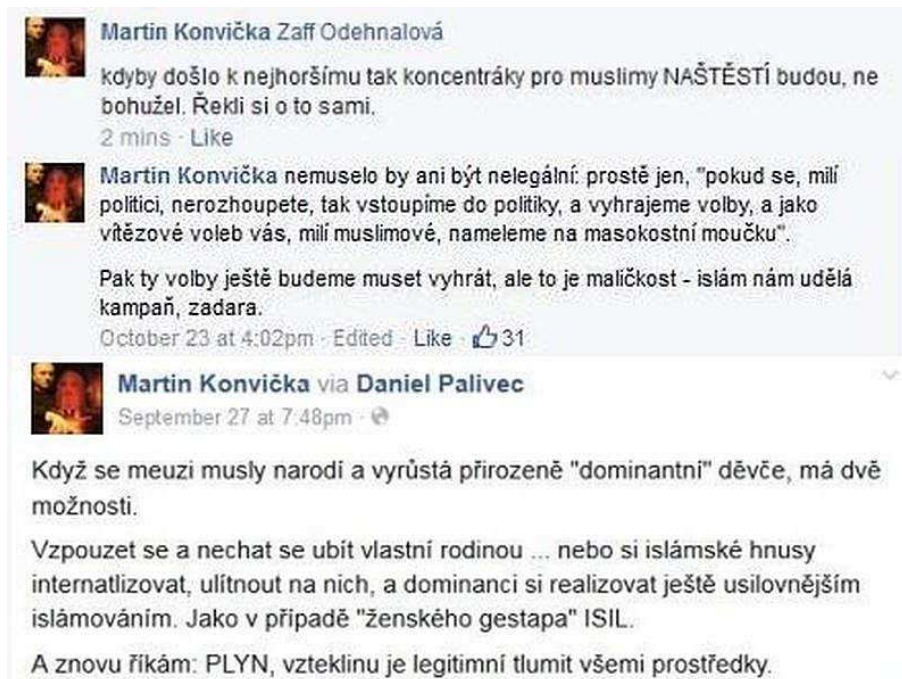 Martin Konvička Zaff Odehnalová
kdyby došlo k nejhoršímu tak koncentráky pro muslimy NAŠTĚSTÍ budou, ne
bohužel. Řekli si o to sami.
2 mins · Like
Martin Konvička nemuselo by ani být nelegální: prostě jen, "pokud se, milí
politici, nerozhoupete, tak vstoupíme do politiky, a vyhrajeme volby, a jako
vítězové voleb vás, milí muslimové, nameleme na masokostní moučku".
Pak ty volby ještě budeme muset vyhrát, ale to je maličkost - islám nám udělá
kampaň, zadara.
October 23 at 4:02pm · Edited · Like · 31
Martin Konvička via Daniel Palivec
September 27 at 7:48pm ·
Když se meuzi musly narodí a vyrůstá přirozeně "dominantní" děvče, má dvě
možnosti.
Vzpouzet se a nechat se ubít vlastní rodinou ... nebo si islámské hnusy
internatlizovat, ulítnout na nich, a dominanci si realizovat ještě usilovnějším
islámováním. Jako v případě "ženského gestapa" ISIL.
A znovu říkám: PLYN, vzteklinu je legitimní tlumit všemi prostředky.